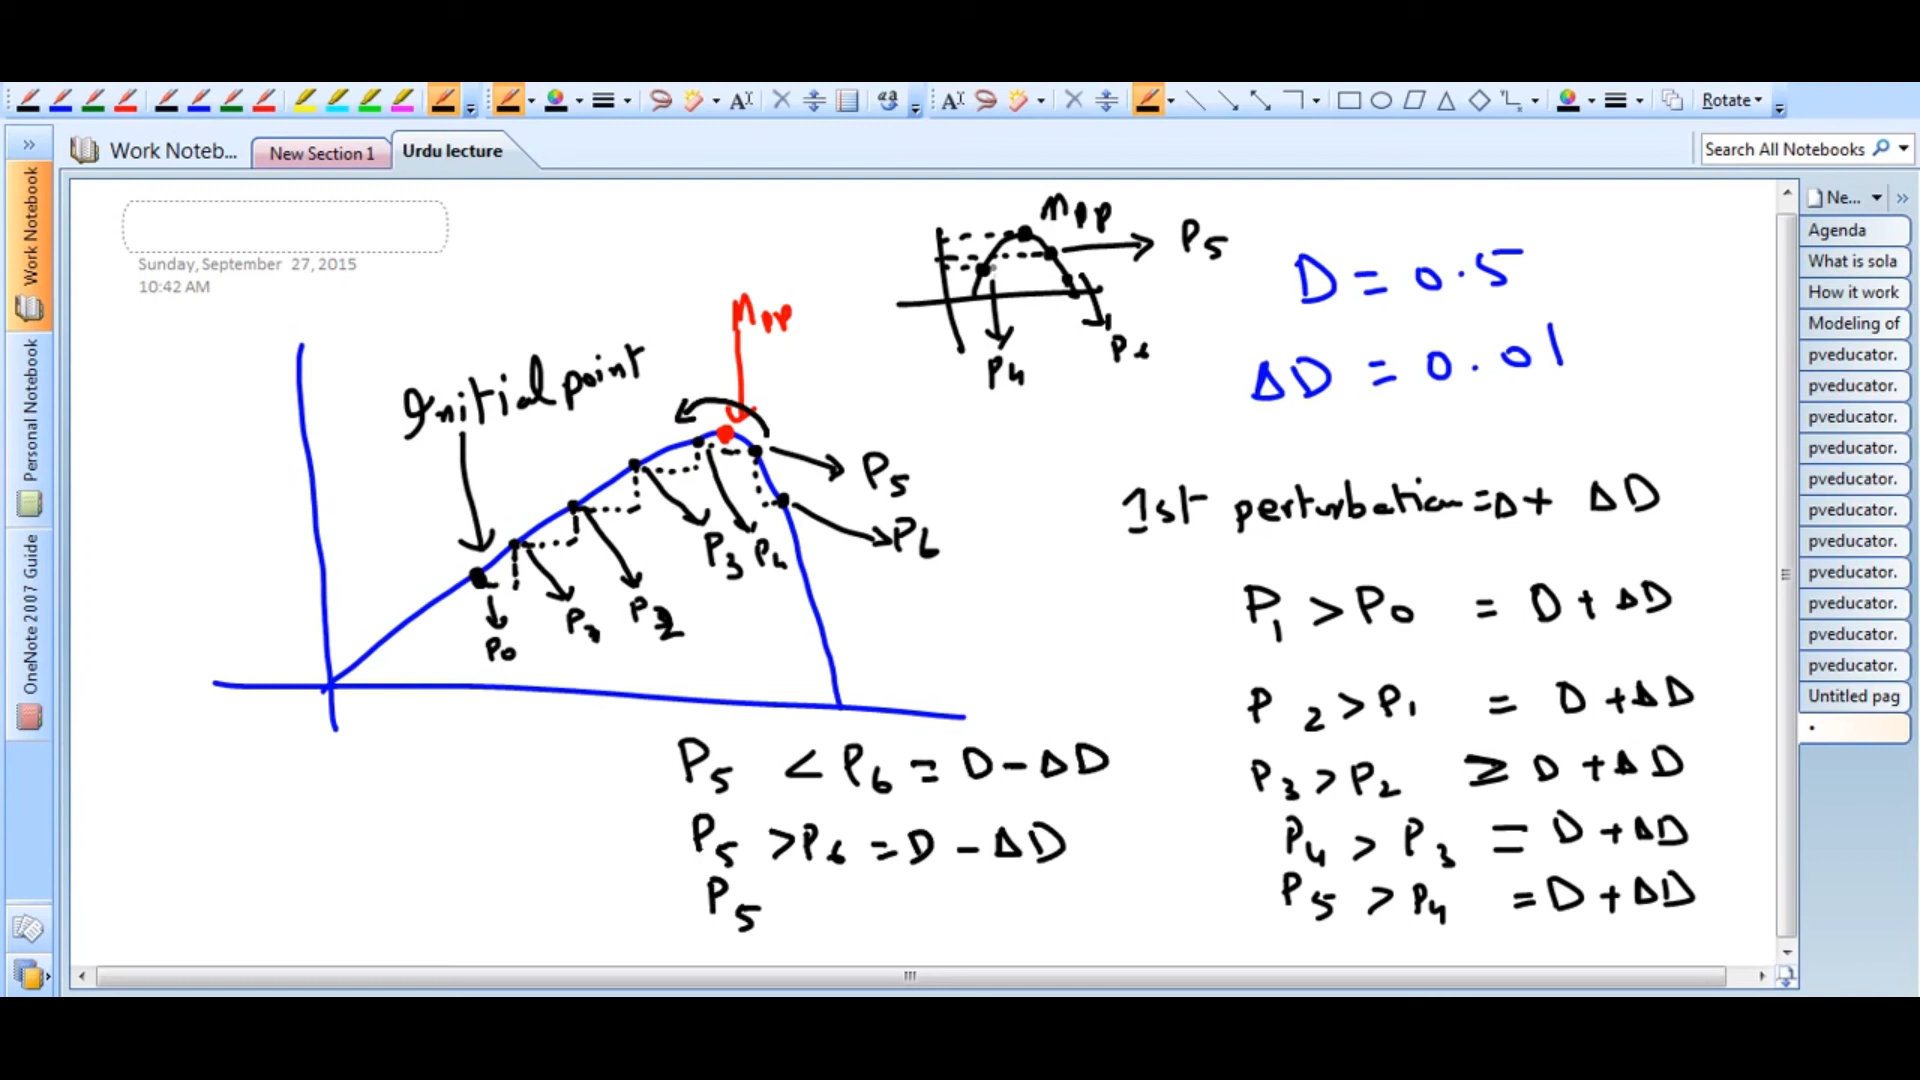 Work Noteb...
New Section 1
Urdu lecture
Search All Notebooks
Rotate
Work Notebook
Personal Notebook
OneNote 2007 Guide
Sunday, September 27, 2015
10:42 AM
MPP
P5
P4
P6
D = 0.5
ΔD = 0.01
MPP
Initial point
P5
P6
P3 P4
P2
P0
1st perturbation = Δ + ΔD
P1 > P0 = D + ΔD
P2 > P1 = D + ΔD
P3 > P2 ≥ D + ΔD
P4 > P3 = D + ΔD
P5 > P4 = D + ΔD
P5 < P6 = D - ΔD
P5 > P6 = D - ΔD
P5
Ne...
Agenda
What is sola
How it work
Modeling of
pveducator.
pveducator.
pveducator.
pveducator.
pveducator.
pveducator.
pveducator.
pveducator.
pveducator.
pveducator.
pveducator.
Untitled pag